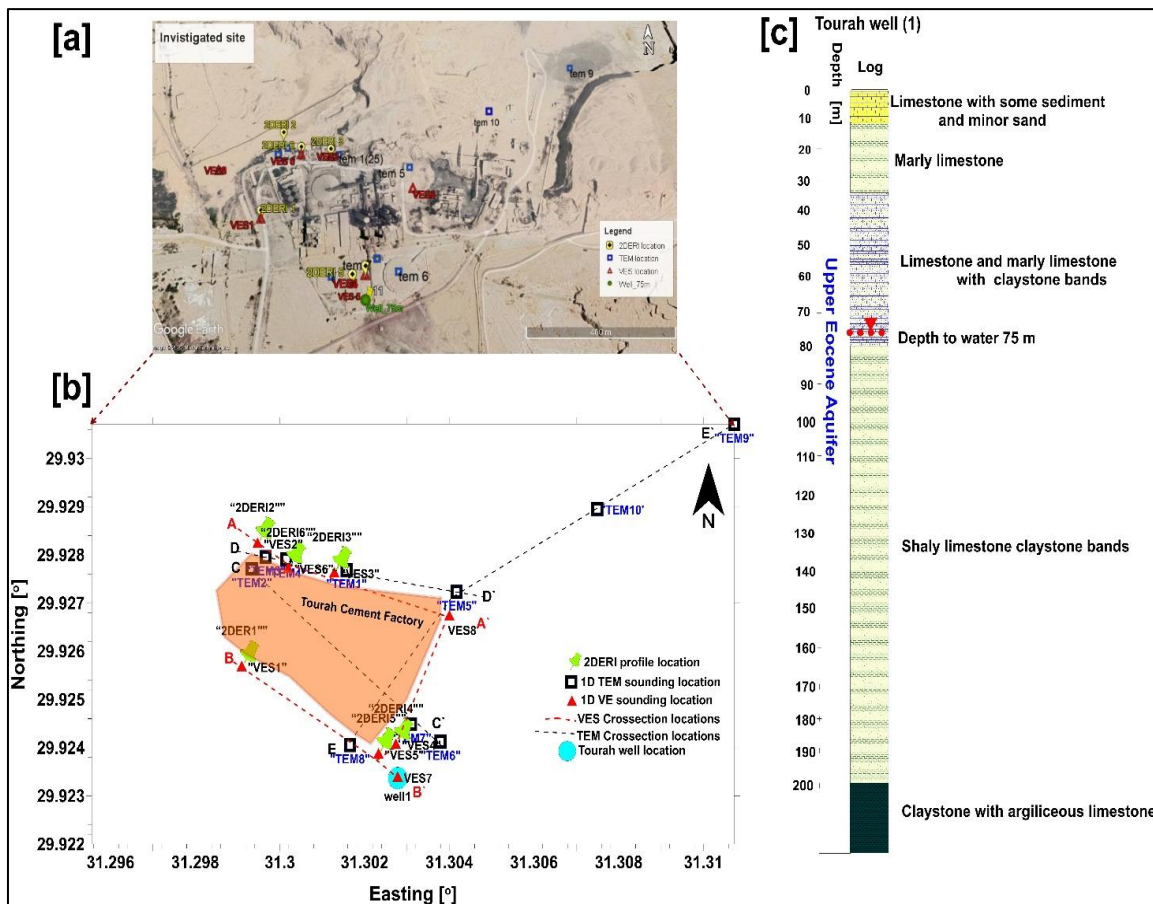 [a]
Invistigated site
N
tem 9
tem 10
2DERI 2
2DERI 3
tem 1(25)
tem 5
VES1
tem 6
Well_75m
Legend
2DERI location
TEM location
VES location
Well_75m
Google Earth
400 m
[b]
Northing [°]
29.93
29.929
29.928
29.927
29.926
29.925
29.924
29.923
29.922
31.296
31.298
31.3
31.302
31.304
31.306
31.308
31.31
Easting [°]
E`
"TEM9"
"TEM10'
N
"2DERI2""
A
"2DERI6""
"2DERI3""
D
"VES2"
C
"TEM2"
"VES6"
"VES3"
"TEM1"
"TEM5"
D`
Tourah Cement Factory
VES8
A`
"2DERI1""
B
"VES1"
"2DERI4""
"2DERI5""
C`
E
"TEM8"
"VES5"
"VES4"
"TEM6"
VES7
well1
B`
2DERI profile location
1D TEM sounding location
1D VE sounding location
VES Crossection locations
TEM Crossection locations
Tourah well location
[c]
Tourah well (1)
Depth [m]
Log
0
10
20
30
40
50
60
70
80
90
100
110
120
130
140
150
160
170
180
190
200
Upper Eocene Aquifer
Limestone with some sediment
and minor sand
Marly limestone
Limestone and marly limestone
with claystone bands
Depth to water 75 m
Shaly limestone claystone bands
Claystone with argiliceous limestone